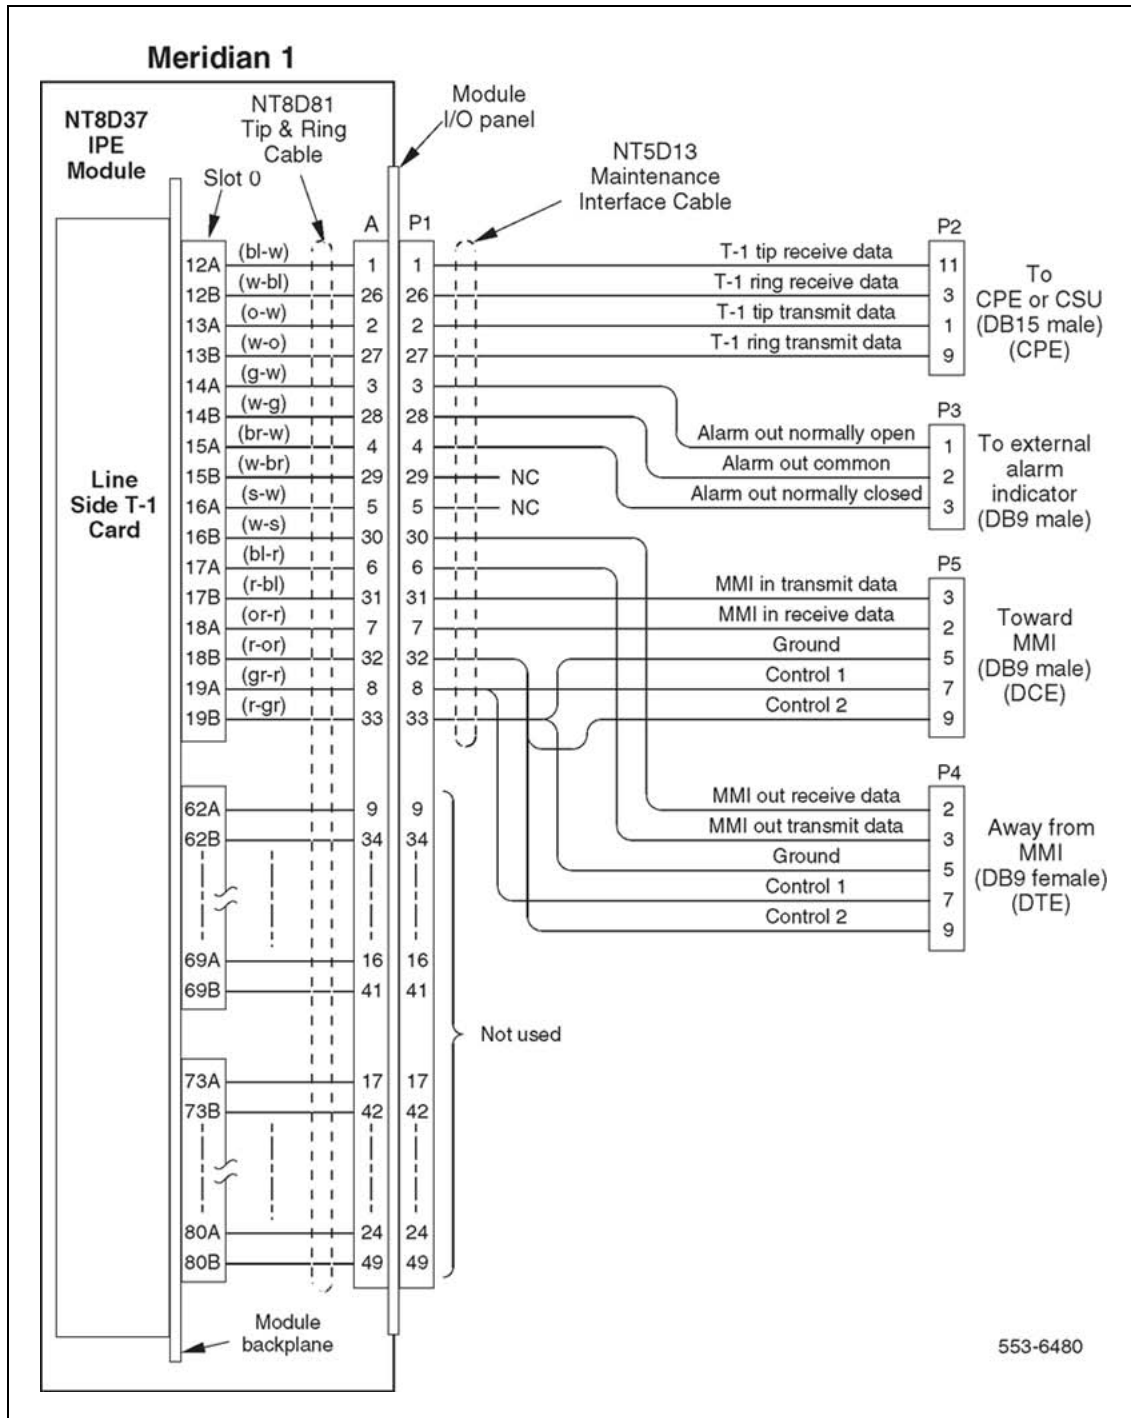 Meridian 1
NT8D37
IPE
Module
NT8D81
Tip & Ring
Cable
Module
I/O panel
Slot 0
NT5D13
Maintenance
Interface Cable
A P1 P2
12A (bl-w) 1 1 T-1 tip receive data 11
12B (w-bl) 26 26 T-1 ring receive data 3
13A (o-w) 2 2 T-1 tip transmit data 1
13B (w-o) 27 27 T-1 ring transmit data 9
To
CPE or CSU
(DB15 male)
(CPE)
14A (g-w) 3 3
14B (w-g) 28 28
P3
15A (br-w) 4 4 Alarm out normally open 1
15B (w-br) 29 29 NC Alarm out common 2
16A (s-w) 5 5 NC Alarm out normally closed 3
To external
alarm
indicator
(DB9 male)
Line
Side T-1
Card
16B (w-s) 30 30
17A (bl-r) 6 6
P5
17B (r-bl) 31 31 MMI in transmit data 3
18A (or-r) 7 7 MMI in receive data 2
18B (r-or) 32 32 Ground 5
19A (gr-r) 8 8 Control 1 7
19B (r-gr) 33 33 Control 2 9
Toward
MMI
(DB9 male)
(DCE)
P4
62A 9 9 MMI out receive data 2
62B 34 34 MMI out transmit data 3
Ground 5
Control 1 7
Control 2 9
Away from
MMI
(DB9 female)
(DTE)
69A 16 16
69B 41 41
Not used
73A 17 17
73B 42 42
80A 24 24
80B 49 49
Module
backplane
553-6480